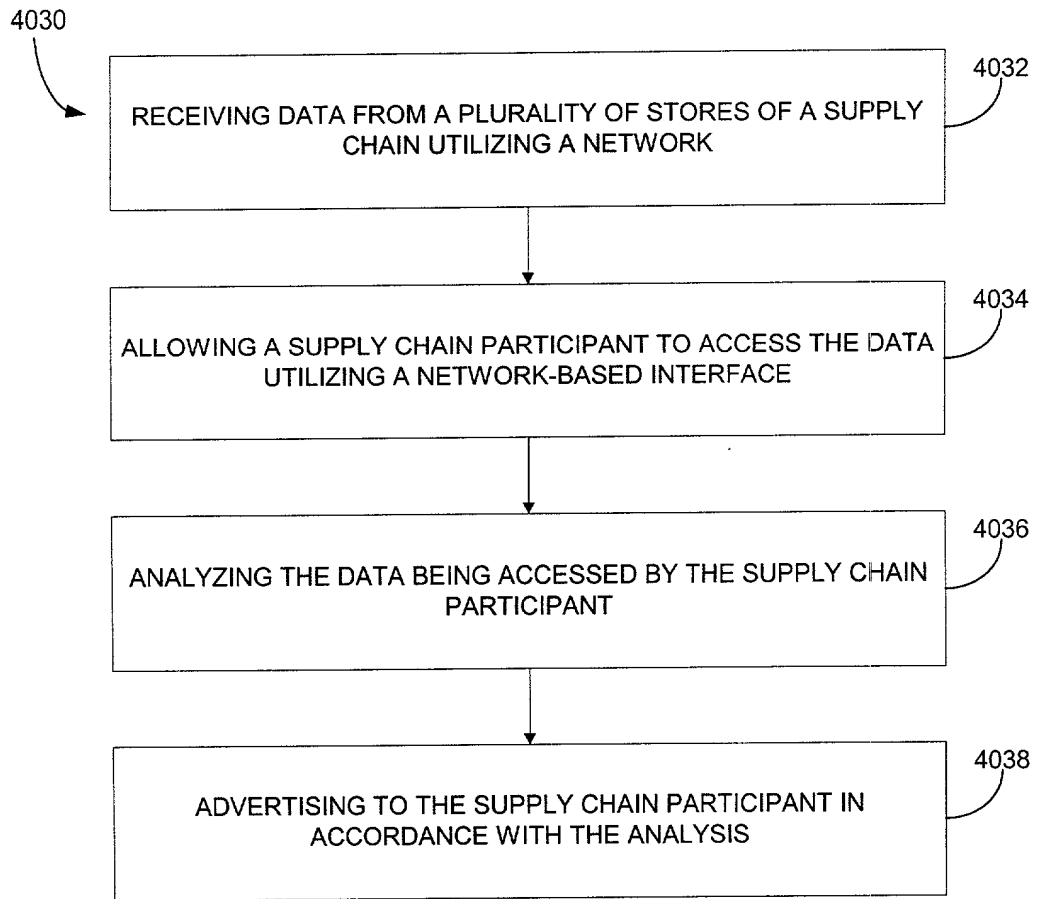 4030
4032
RECEIVING DATA FROM A PLURALITY OF STORES OF A SUPPLY
CHAIN UTILIZING A NETWORK
4034
ALLOWING A SUPPLY CHAIN PARTICIPANT TO ACCESS THE DATA
UTILIZING A NETWORK-BASED INTERFACE
4036
ANALYZING THE DATA BEING ACCESSED BY THE SUPPLY CHAIN
PARTICIPANT
4038
ADVERTISING TO THE SUPPLY CHAIN PARTICIPANT IN
ACCORDANCE WITH THE ANALYSIS